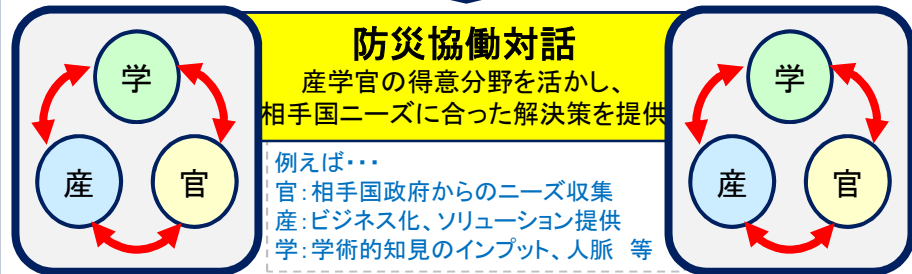 学
産
官
防災協働対話
産学官の得意分野を活かし、
相手国ニーズに合った解決策を提供
例えば・・・
官：相手国政府からのニーズ収集
産：ビジネス化、ソリューション提供
学：学術的知見のインプット、人脈　等
学
産
官